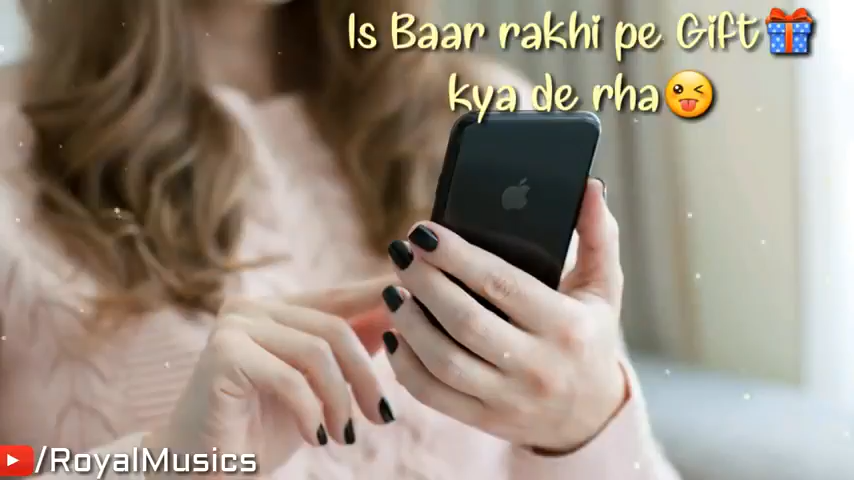 Is Baar rakhi pe Gift🎁
kya de rha😜
/RoyalMusics